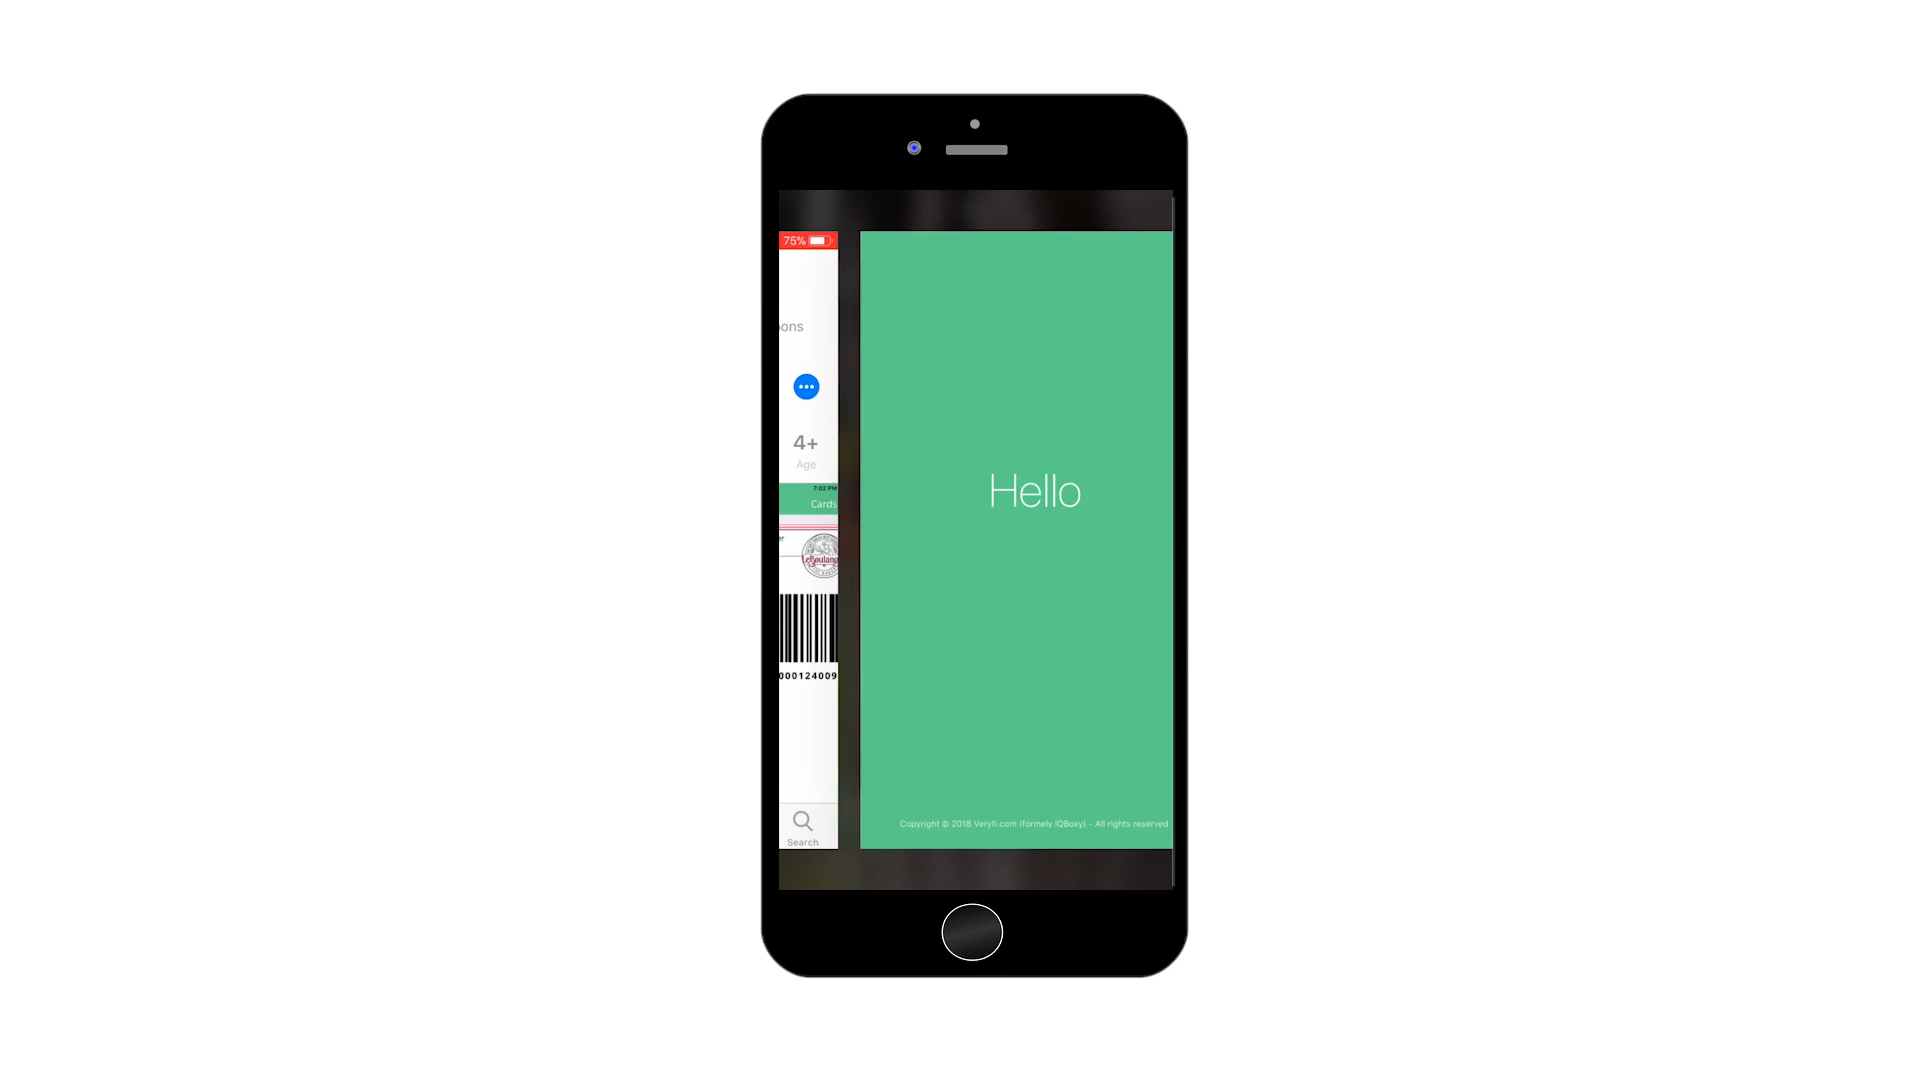 75%
ons
4+
Age
7:02 PM
Cards
er
000124009
Search
Hello
Copyright © 2018 Veryfi.com (formely IQBoxy) - All rights reserved